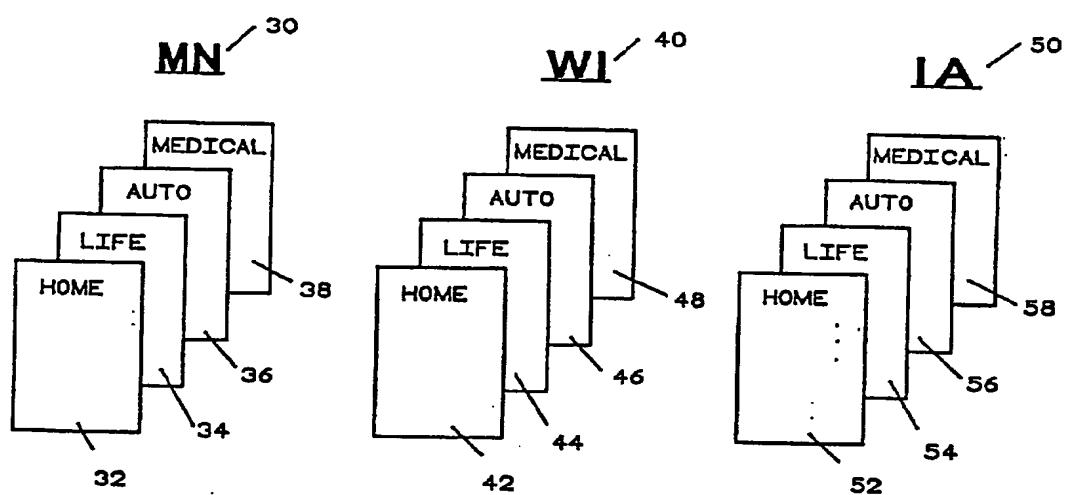 MN 30
MEDICAL
AUTO
LIFE
HOME
38
36
34
32
WI 40
MEDICAL
AUTO
LIFE
HOME
48
46
44
42
IA 50
MEDICAL
AUTO
LIFE
HOME
58
56
54
52